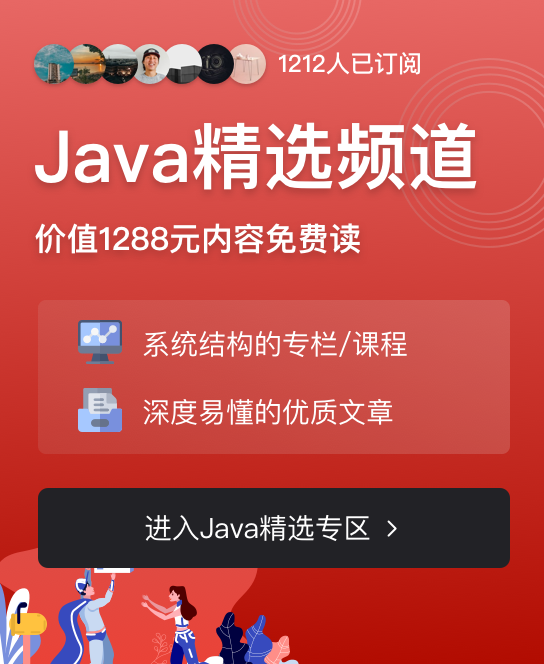 1212人已订阅
Java精选频道
价值1288元内容免费读
系统结构的专栏/课程
深度易懂的优质文章
进入Java精选专区 >